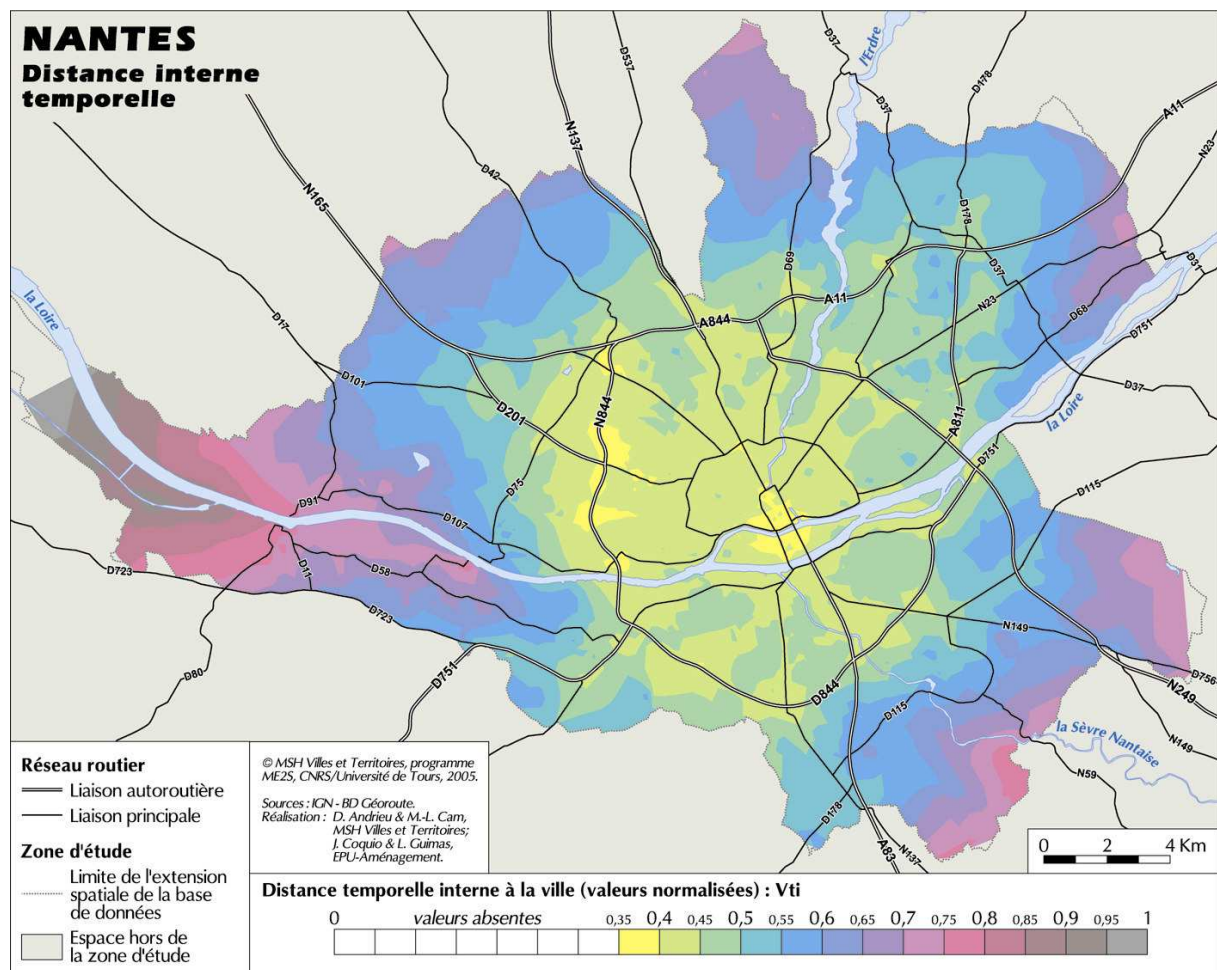 NANTES
Distance interne
temporelle
D37
l'Erdre
D537
D178
N137
D37
A11
N23
D42
N165
D178
D69
D37
D31
la Loire
D17
A11
N23
D68
D751
A844
D101
D37
D201
N844
A811
la Loire
D751
D75
D115
D91
D107
D723
D11
D58
D723
N149
D80
D751
D844
D756
N249
D115
la Sèvre Nantaise
N149
N59
D178
N137
A83
Réseau routier
Liaison autoroutière
Liaison principale
Zone d'étude
Limite de l'extension
spatiale de la base
de données
Espace hors de
la zone d'étude
© MSH Villes et Territoires, programme
ME2S, CNRS/Université de Tours, 2005.
Sources : IGN - BD Géoroute.
Réalisation : D. Andrieu & M.-L. Cam,
MSH Villes et Territoires;
J. Coquio & L. Guimas,
EPU-Aménagement.
0 2 4 Km
Distance temporelle interne à la ville (valeurs normalisées) : Vti
0 valeurs absentes 0,35 0,4 0,45 0,5 0,55 0,6 0,65 0,7 0,75 0,8 0,85 0,9 0,95 1